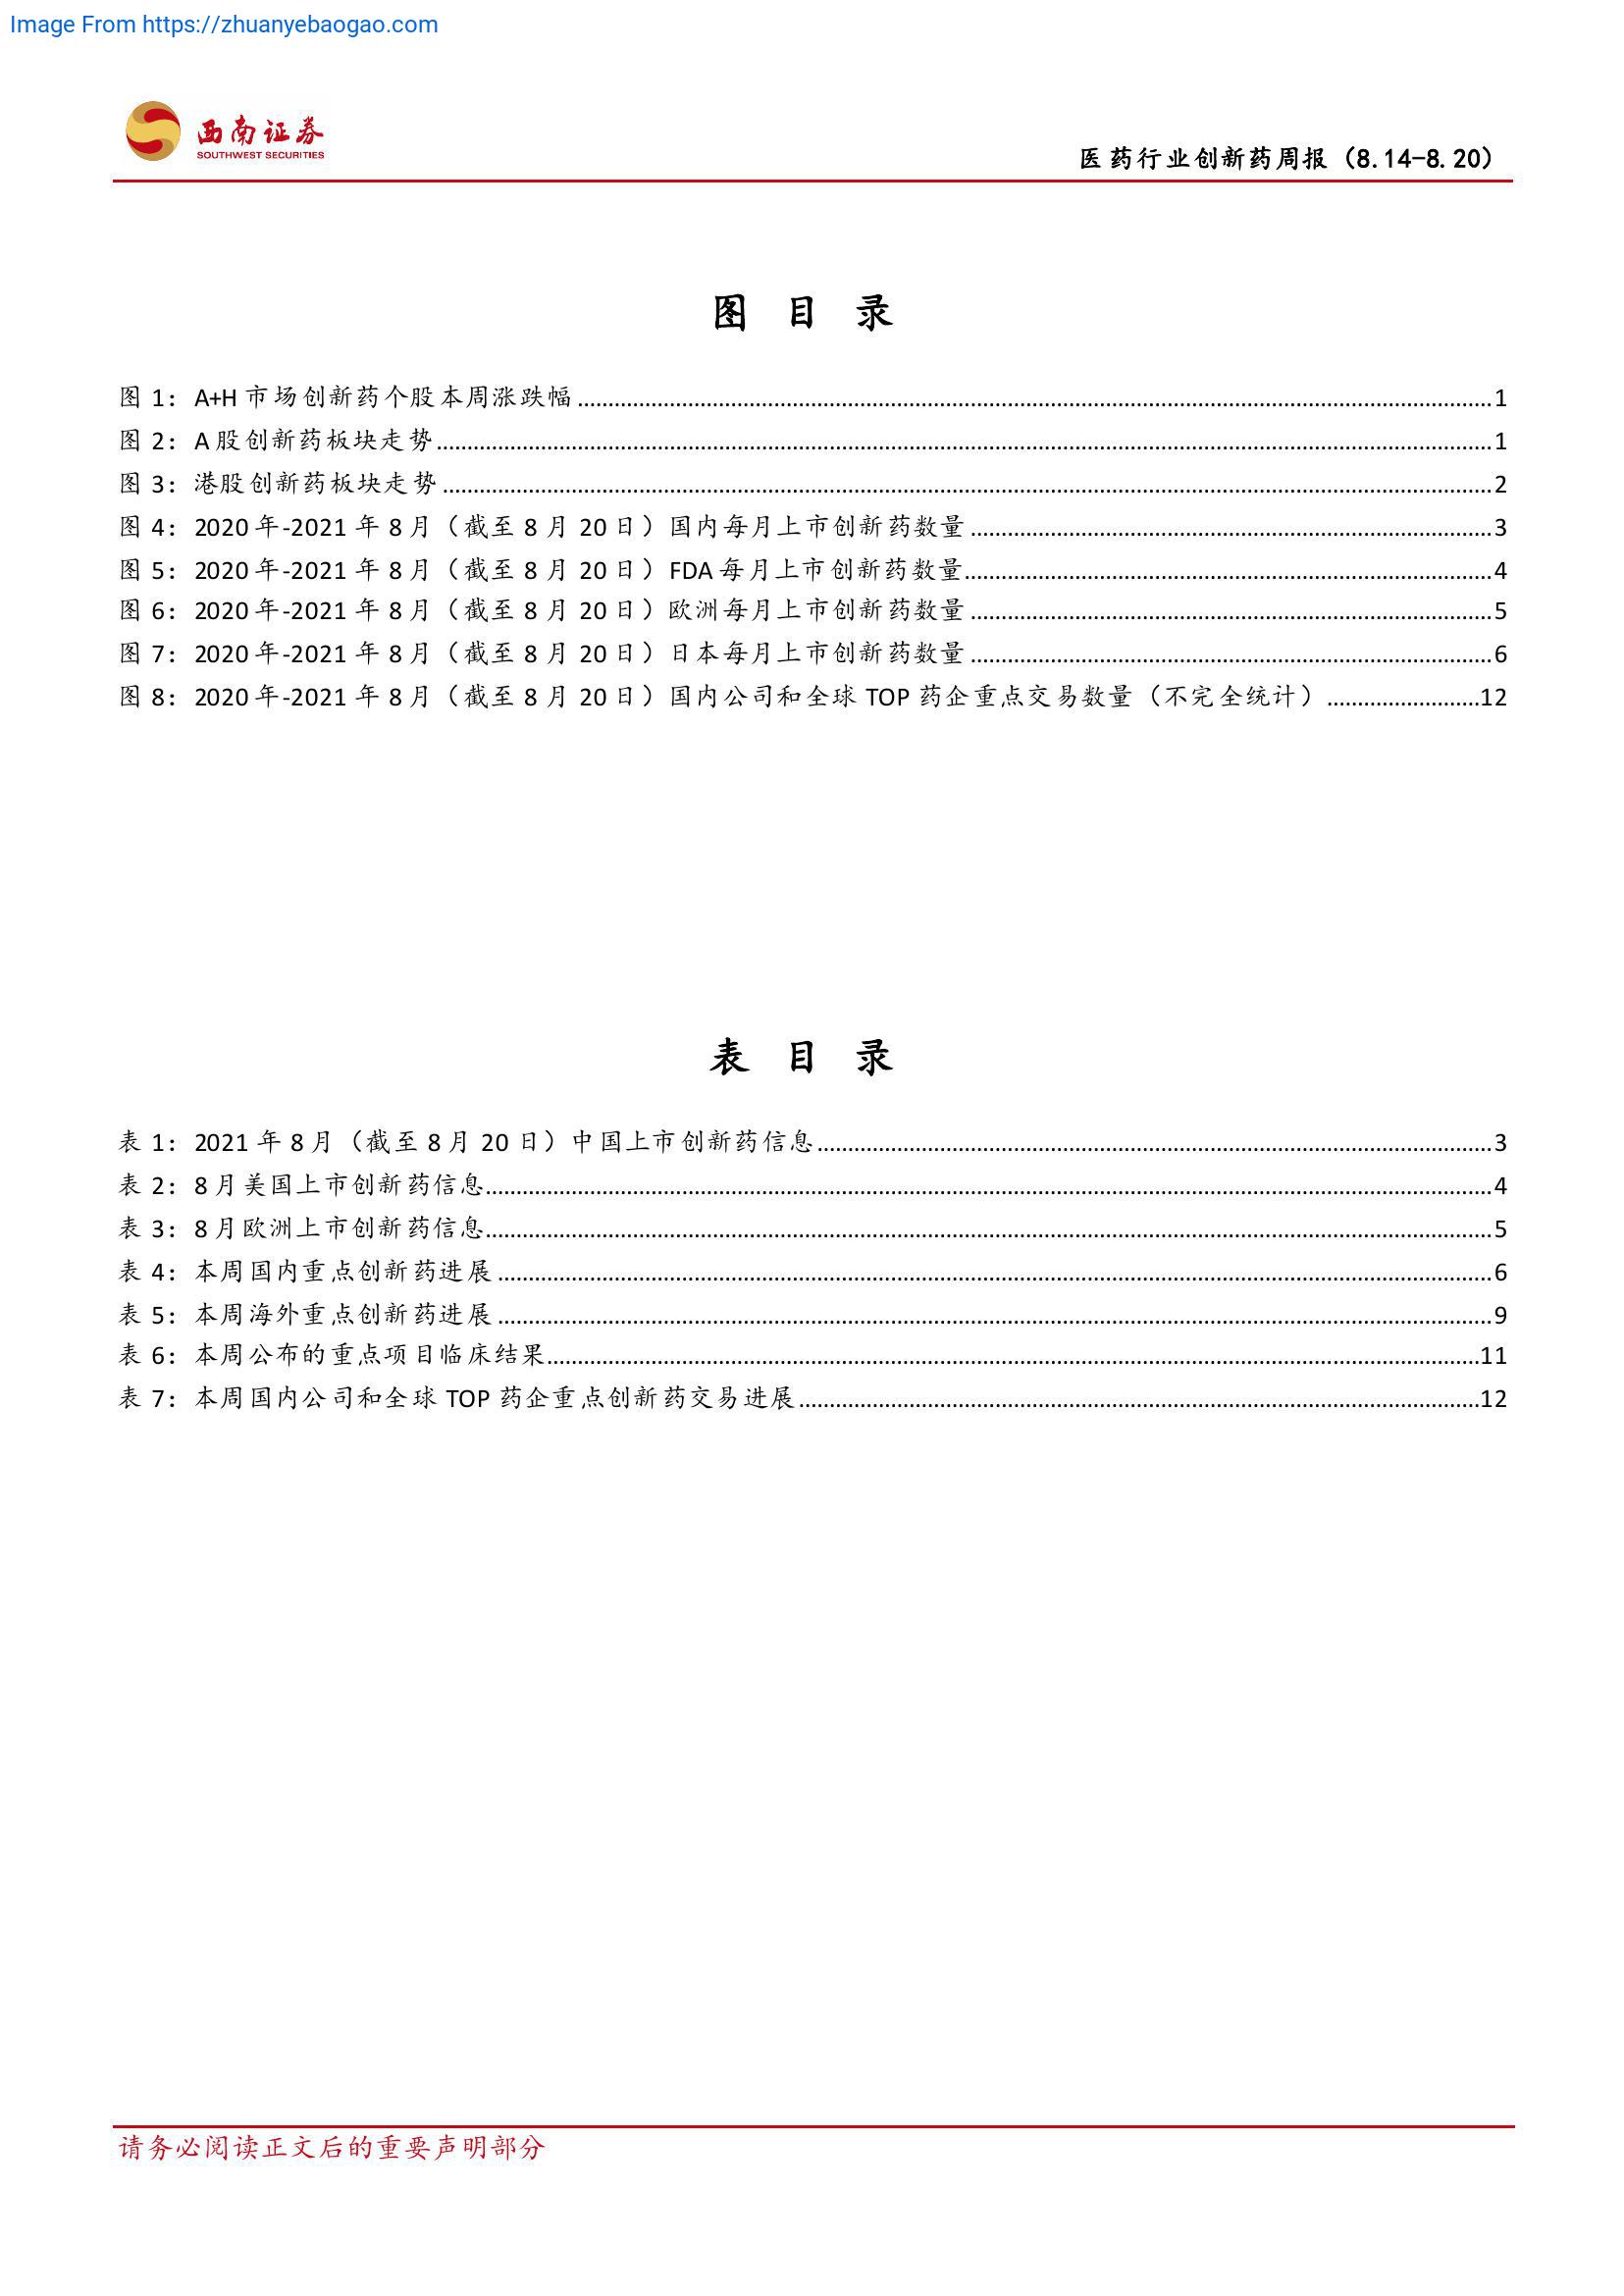 Image From https://zhuanyebaogao.com
西南证券
SOUTHWEST SECURITIES
医药行业创新药周报（8.14-8.20）
图 目 录
图 1：A+H 市场创新药个股本周涨跌幅........................1
图 2：A 股创新药板块走势........................1
图 3：港股创新药板块走势........................2
图 4：2020 年-2021 年 8 月（截至 8 月 20 日）国内每月上市创新药数量........................3
图 5：2020 年-2021 年 8 月（截至 8 月 20 日）FDA 每月上市创新药数量........................4
图 6：2020 年-2021 年 8 月（截至 8 月 20 日）欧洲每月上市创新药数量........................5
图 7：2020 年-2021 年 8 月（截至 8 月 20 日）日本每月上市创新药数量........................6
图 8：2020 年-2021 年 8 月（截至 8 月 20 日）国内公司和全球 TOP 药企重点交易数量（不完全统计）........................12
表 目 录
表 1：2021 年 8 月（截至 8 月 20 日）中国上市创新药信息........................3
表 2：8 月美国上市创新药信息........................4
表 3：8 月欧洲上市创新药信息........................5
表 4：本周国内重点创新药进展........................6
表 5：本周海外重点创新药进展........................9
表 6：本周公布的重点项目临床结果........................11
表 7：本周国内公司和全球 TOP 药企重点创新药交易进展........................12
请务必阅读正文后的重要声明部分